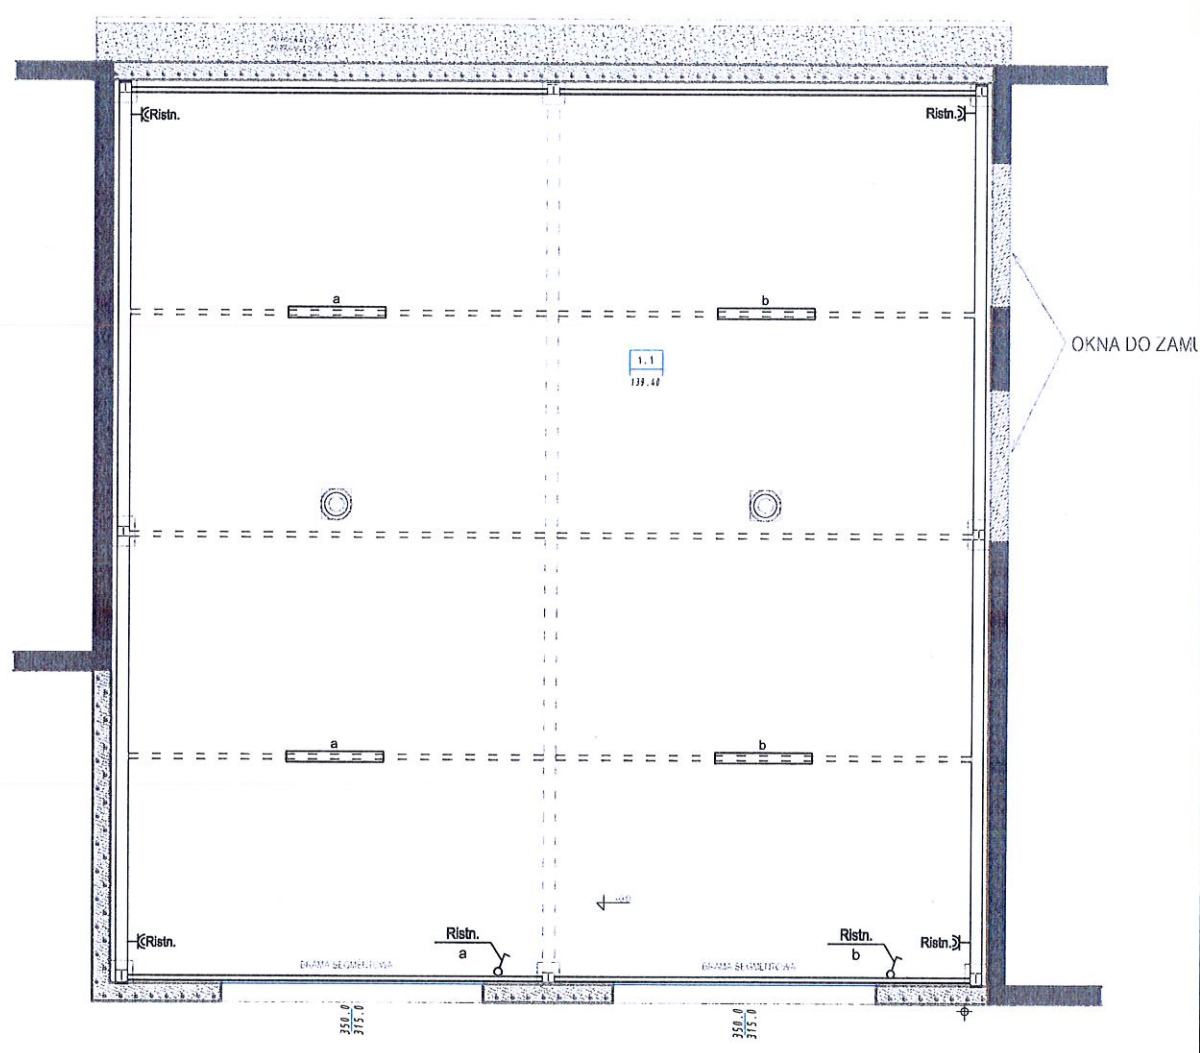 Ristn.
Ristn.
a
b
1.1
139.40
OKNA DO ZAMU
a
b
Ristn.
Ristn.
a
Ristn.
b
Ristn.
BRAMA SEGMENTOWA
BRAMA SEGMENTOWA
350.0
315.0
350.0
315.0